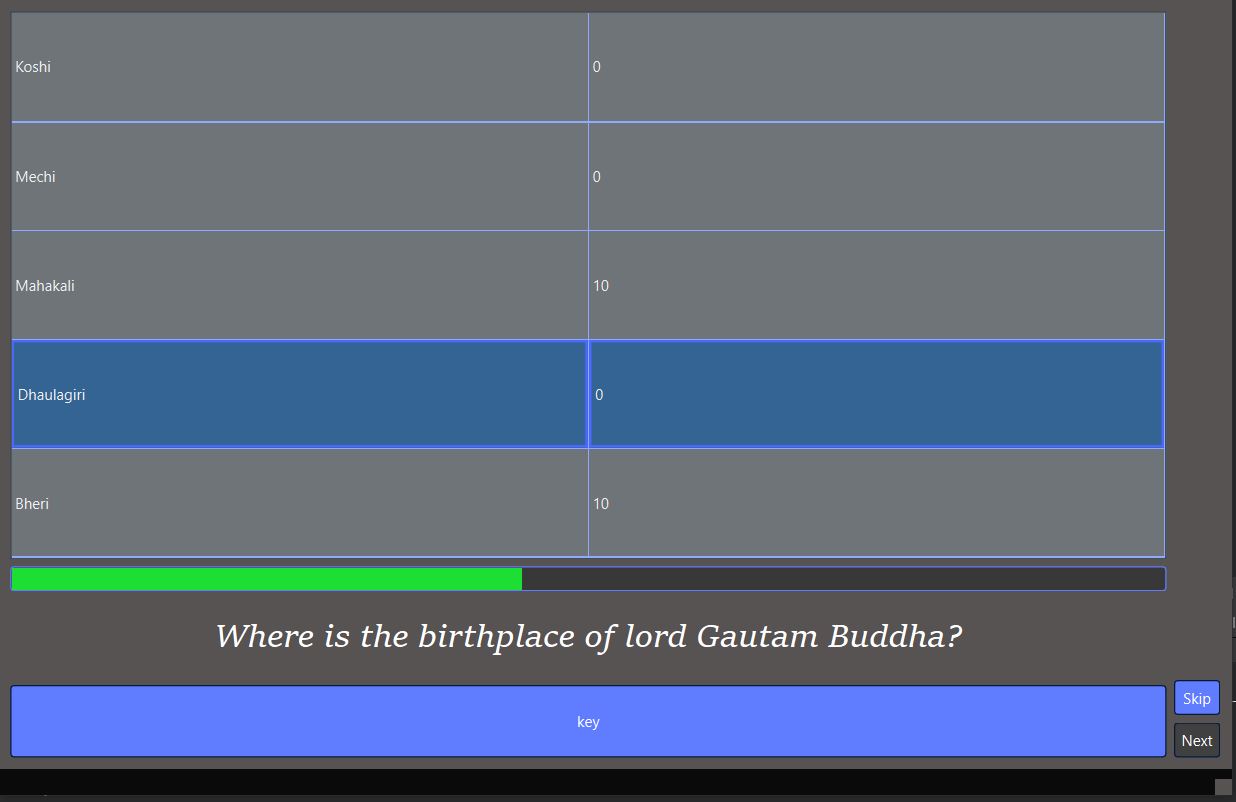 Koshi 0
Mechi 0
Mahakali 10
Dhaulagiri 0
Bheri 10
Where is the birthplace of lord Gautam Buddha?
key
Skip
Next